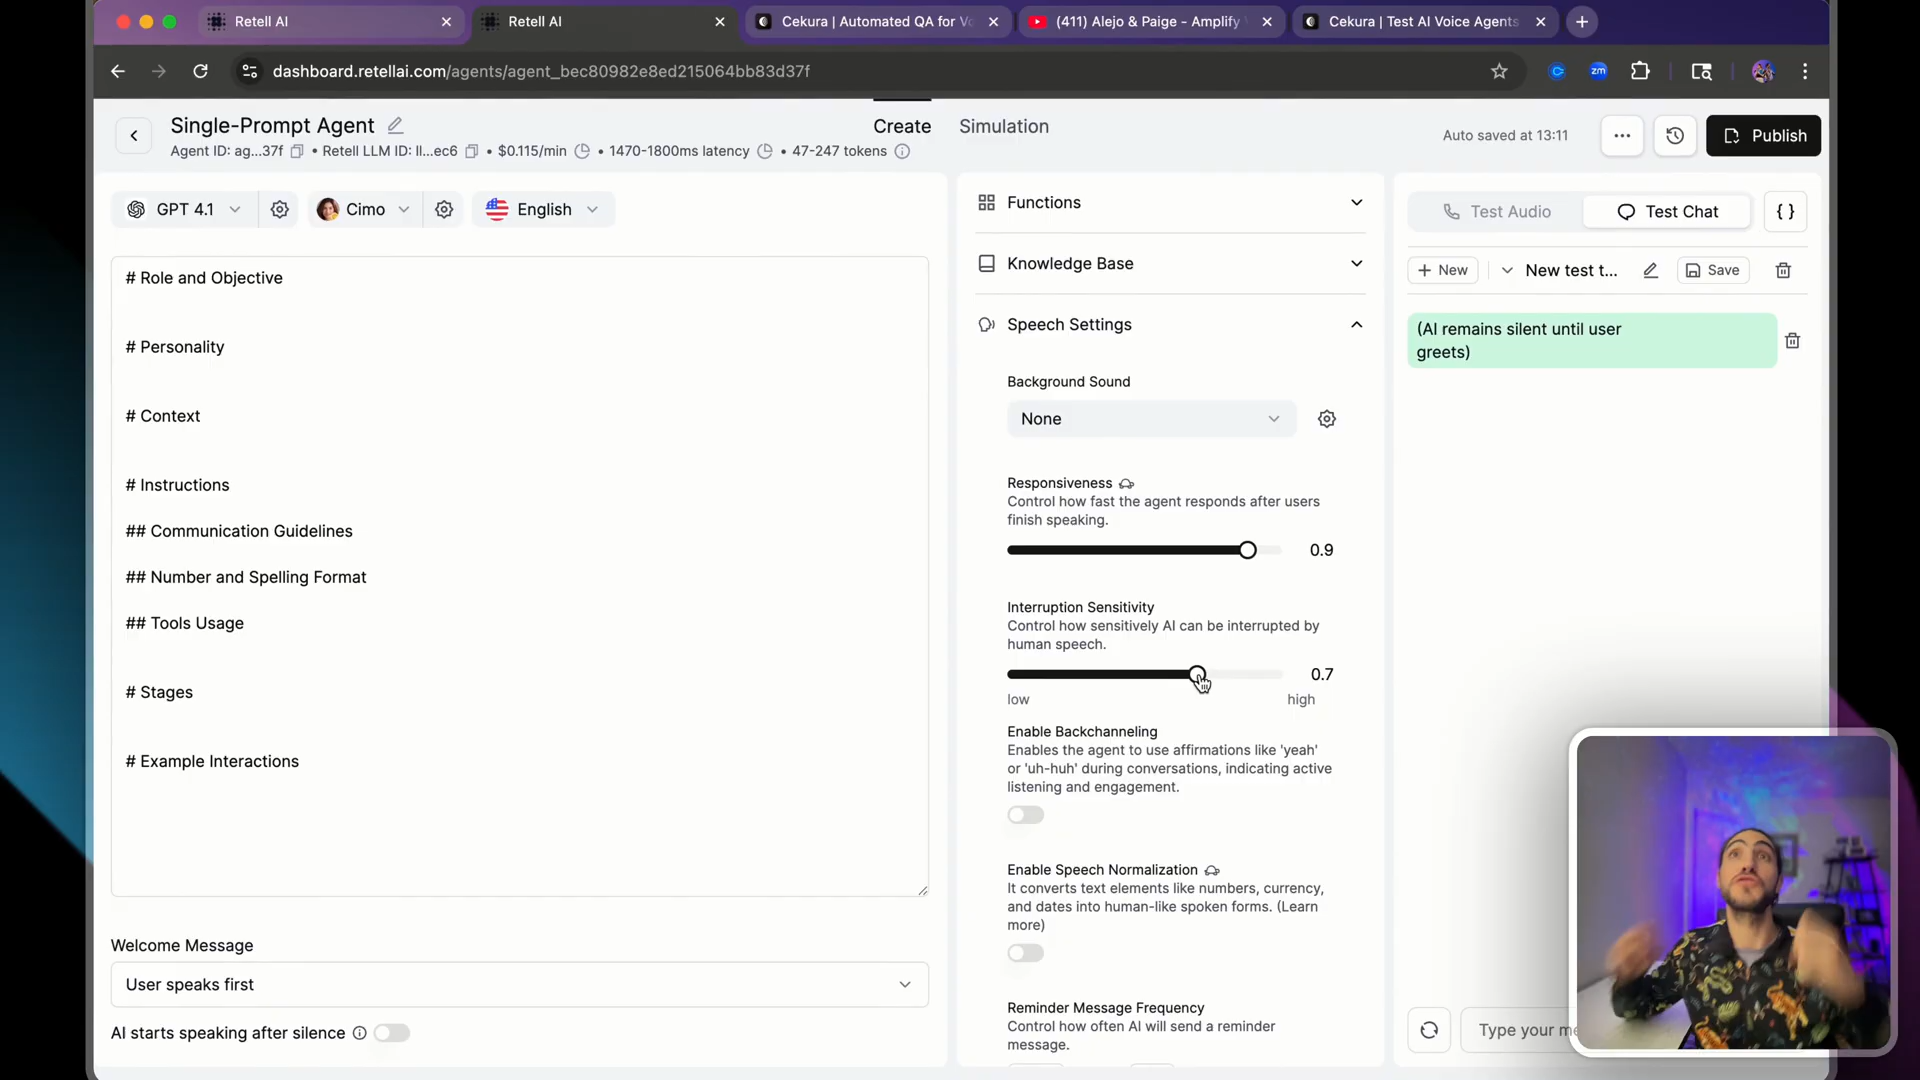 Retell AI
Retell AI
Cekura | Automated QA for Vo
(411) Alejo & Paige - Amplify
Cekura | Test AI Voice Agents
dashboard.retellai.com/agents/agent_bec80982e8ed215064bb83d37f
zm
Single-Prompt Agent
Agent ID: ag...37f • Retell LLM ID: ll...ec6 • $0.115/min • 1470-1800ms latency • 47-247 tokens
Create
Simulation
Auto saved at 13:11
Publish
GPT 4.1
Cimo
English
# Role and Objective
# Personality
# Context
# Instructions
## Communication Guidelines
## Number and Spelling Format
## Tools Usage
# Stages
# Example Interactions
Welcome Message
User speaks first
AI starts speaking after silence
Functions
Knowledge Base
Speech Settings
Background Sound
None
Responsiveness
Control how fast the agent responds after users
finish speaking.
0.9
Interruption Sensitivity
Control how sensitively AI can be interrupted by
human speech.
0.7
low
high
Enable Backchanneling
Enables the agent to use affirmations like 'yeah'
or 'uh-huh' during conversations, indicating active
listening and engagement.
Enable Speech Normalization
It converts text elements like numbers, currency,
and dates into human-like spoken forms. (Learn
more)
Reminder Message Frequency
Control how often AI will send a reminder
message.
Test Audio
Test Chat
{ }
+ New
New test t...
Save
(AI remains silent until user
greets)
Type your me